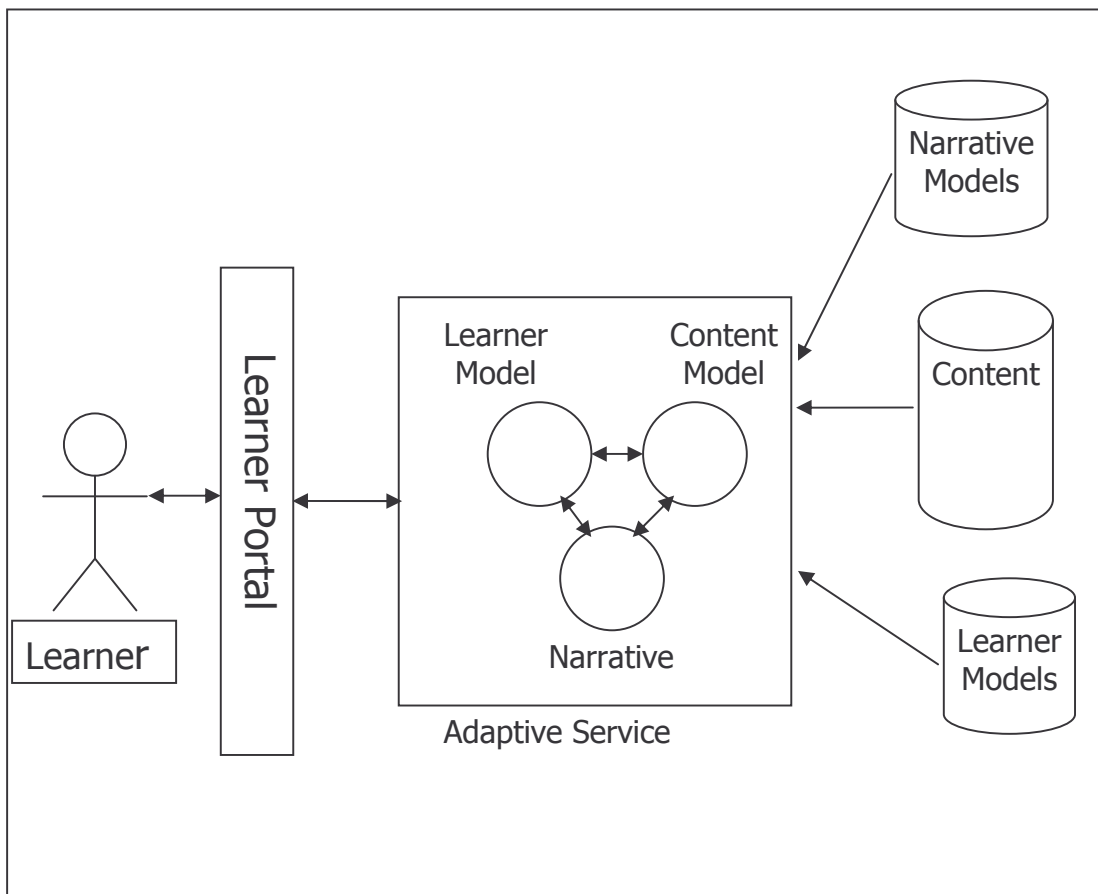 Narrative
Models
Learner
Model
Content
Model
Content
Learner Portal
Learner
Narrative
Learner
Models
Adaptive Service